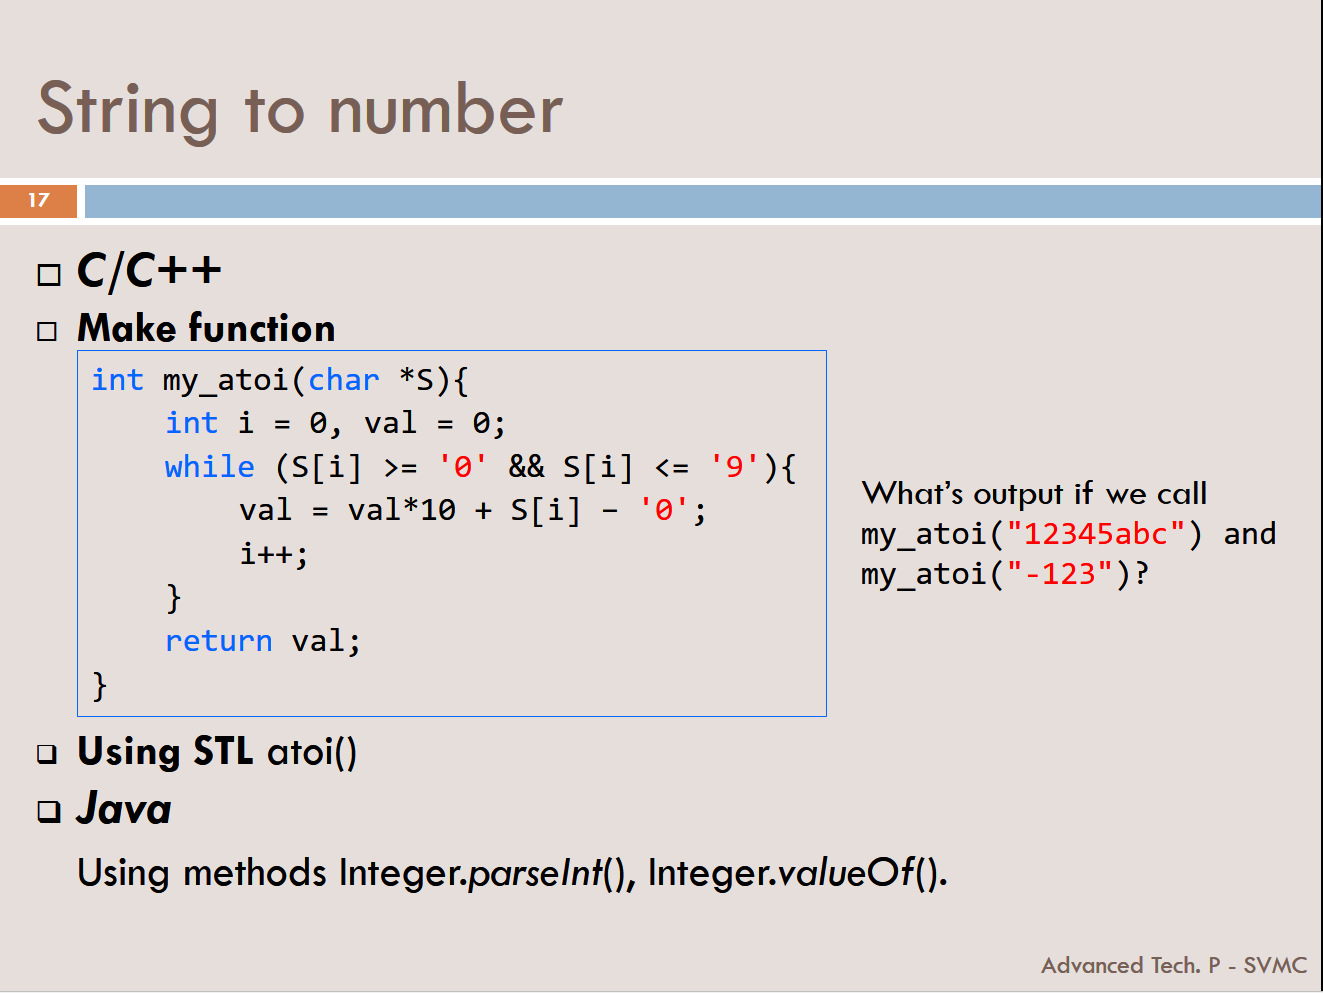 String to number
17
C/C++
Make function
int my_atoi(char *S){
    int i = 0, val = 0;
    while (S[i] >= '0' && S[i] <= '9'){
        val = val*10 + S[i] – '0';
        i++;
    }
    return val;
}
What's output if we call
my_atoi("12345abc") and
my_atoi("-123")?
Using STL atoi()
Java
Using methods Integer.parseInt(), Integer.valueOf().
Advanced Tech. P - SVMC